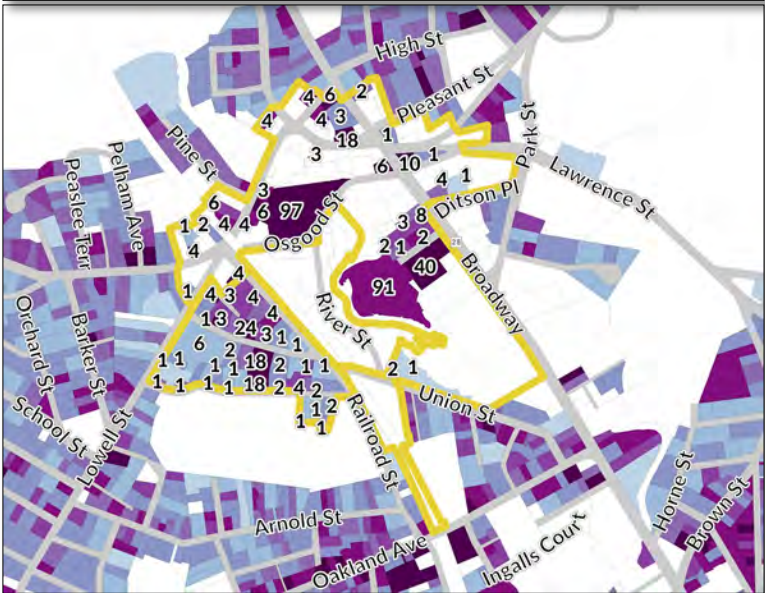 High St
4 6 2
Pleasant St
4
4 3
18
1
Park St
3
6 10 1
Pine St
Lawrence St
4 1
Pelham Ave
Peaslee Terr
3
6 97
Ditson Pl
6
1 2 4 4
3 8
Osgood St
2 1 2
28
4
40
Broadway
4
91
1 4 3 4
River St
Orchard St
Barker St
4
1 3 24 3 1 1
6
1 1
2
1 1 18 2 1 1
2 1
1 1 1 1 18 2 4 2
Union St
School St
Lowell St
1 2
1 1
Railroad St
Arnold St
Horne St
Brown St
Oakland Ave
Ingalls Court